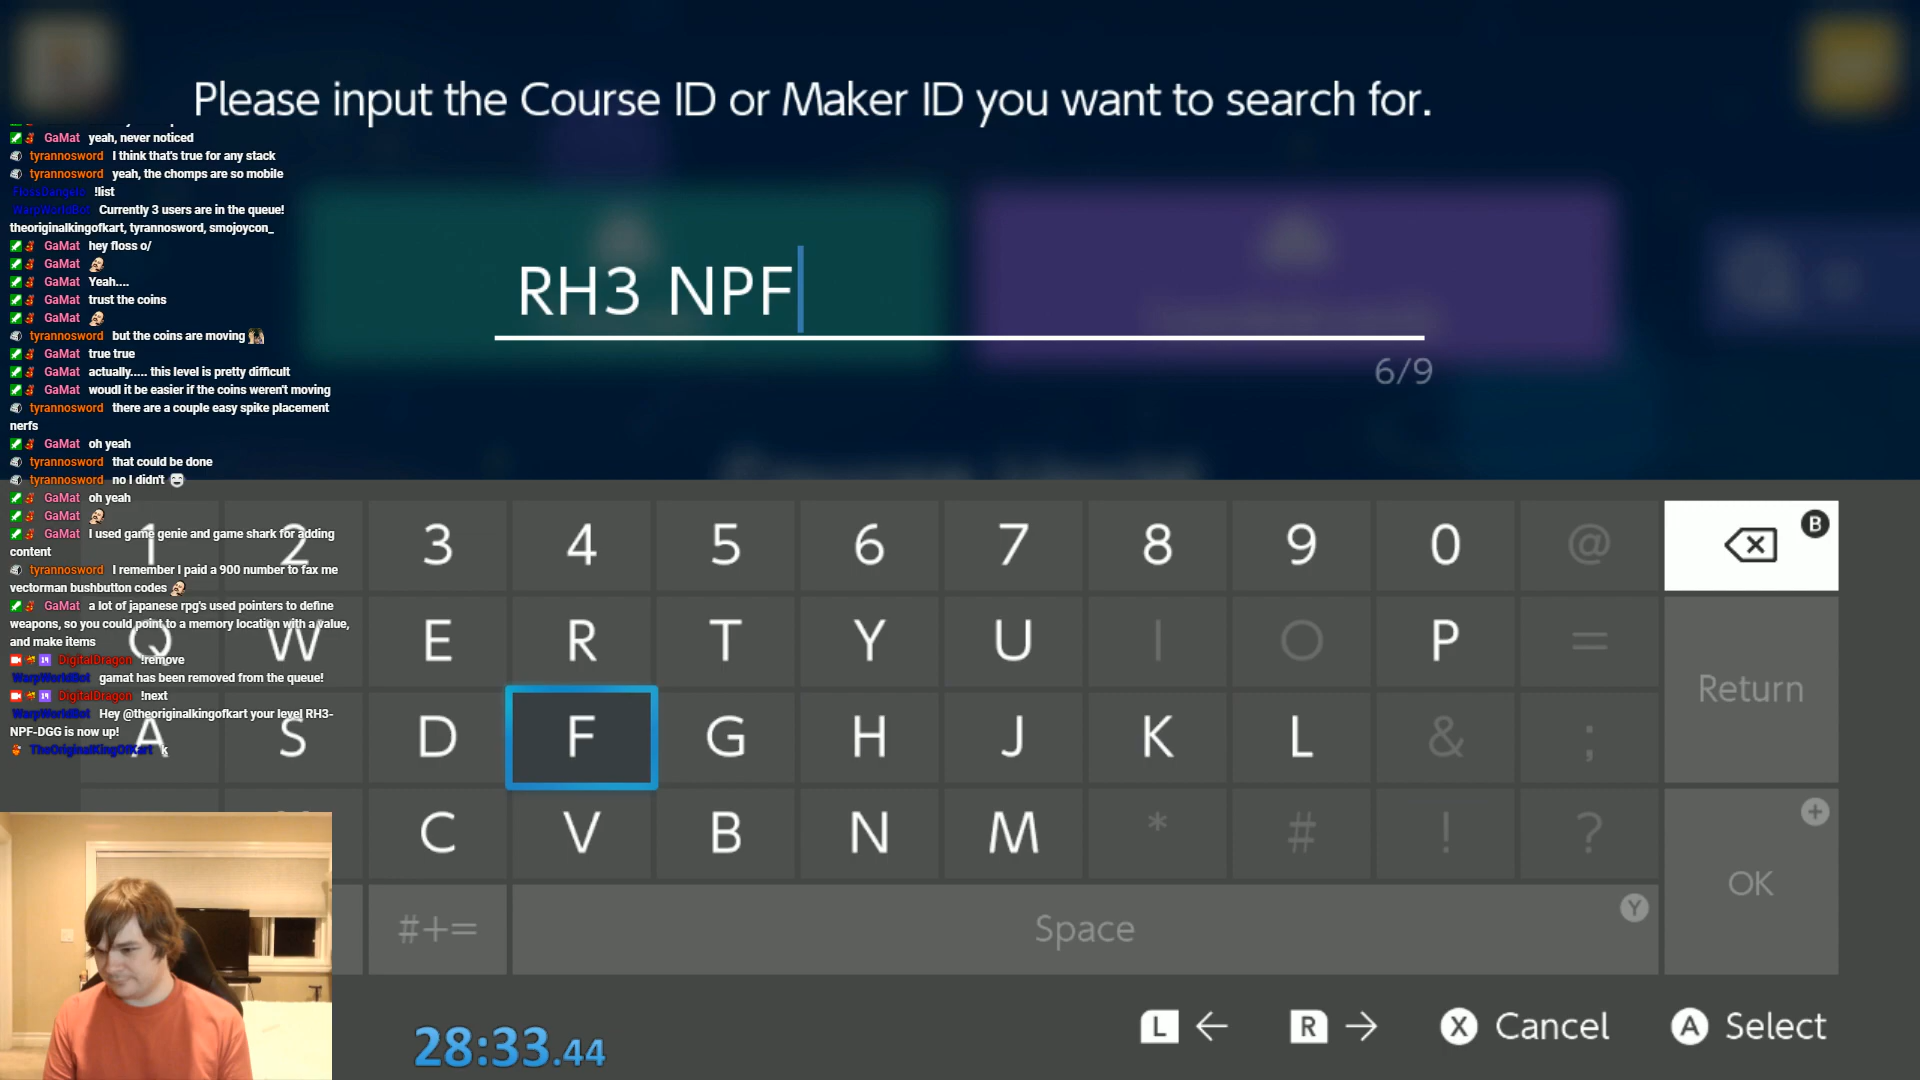 Please input the Course ID or Maker ID you want to search for.
GaMat yeah, never noticed
tyrannosword I think that's true for any stack
tyrannosword yeah, the chomps are so mobile
FlossDangelo !list
WarpWorldBot Currently 3 users are in the queue!
theoriginalkingofkart, tyrannosword, smojoycon_
GaMat hey floss o/
GaMat
GaMat Yeah....
GaMat trust the coins
GaMat
tyrannosword but the coins are moving
GaMat true true
GaMat actually..... this level is pretty difficult
GaMat woudl it be easier if the coins weren't moving
tyrannosword there are a couple easy spike placement
nerfs
GaMat oh yeah
tyrannosword that could be done
tyrannosword no I didn't
GaMat oh yeah
GaMat
GaMat I used game genie and game shark for adding
content
tyrannosword I remember I paid a 900 number to fax me
vectorman bushbutton codes
GaMat a lot of japanese rpg's used pointers to define
weapons, so you could point to a memory location with a value,
and make items
DigitalDragon !remove
WarpWorldBot gamat has been removed from the queue!
DigitalDragon !next
WarpWorldBot Hey @theoriginalkingofkart your level RH3-
NPF-DGG is now up!
TheOriginalKingOfKart k
RH3 NPF
6/9
1 2 3 4 5 6 7 8 9 0 @ B
Q W E R T Y U I O P =
Return
A S D F G H J K L & ;
C V B N M * # ! ? +
OK
#+= Space Y
28:33.44
L ← R → X Cancel A Select